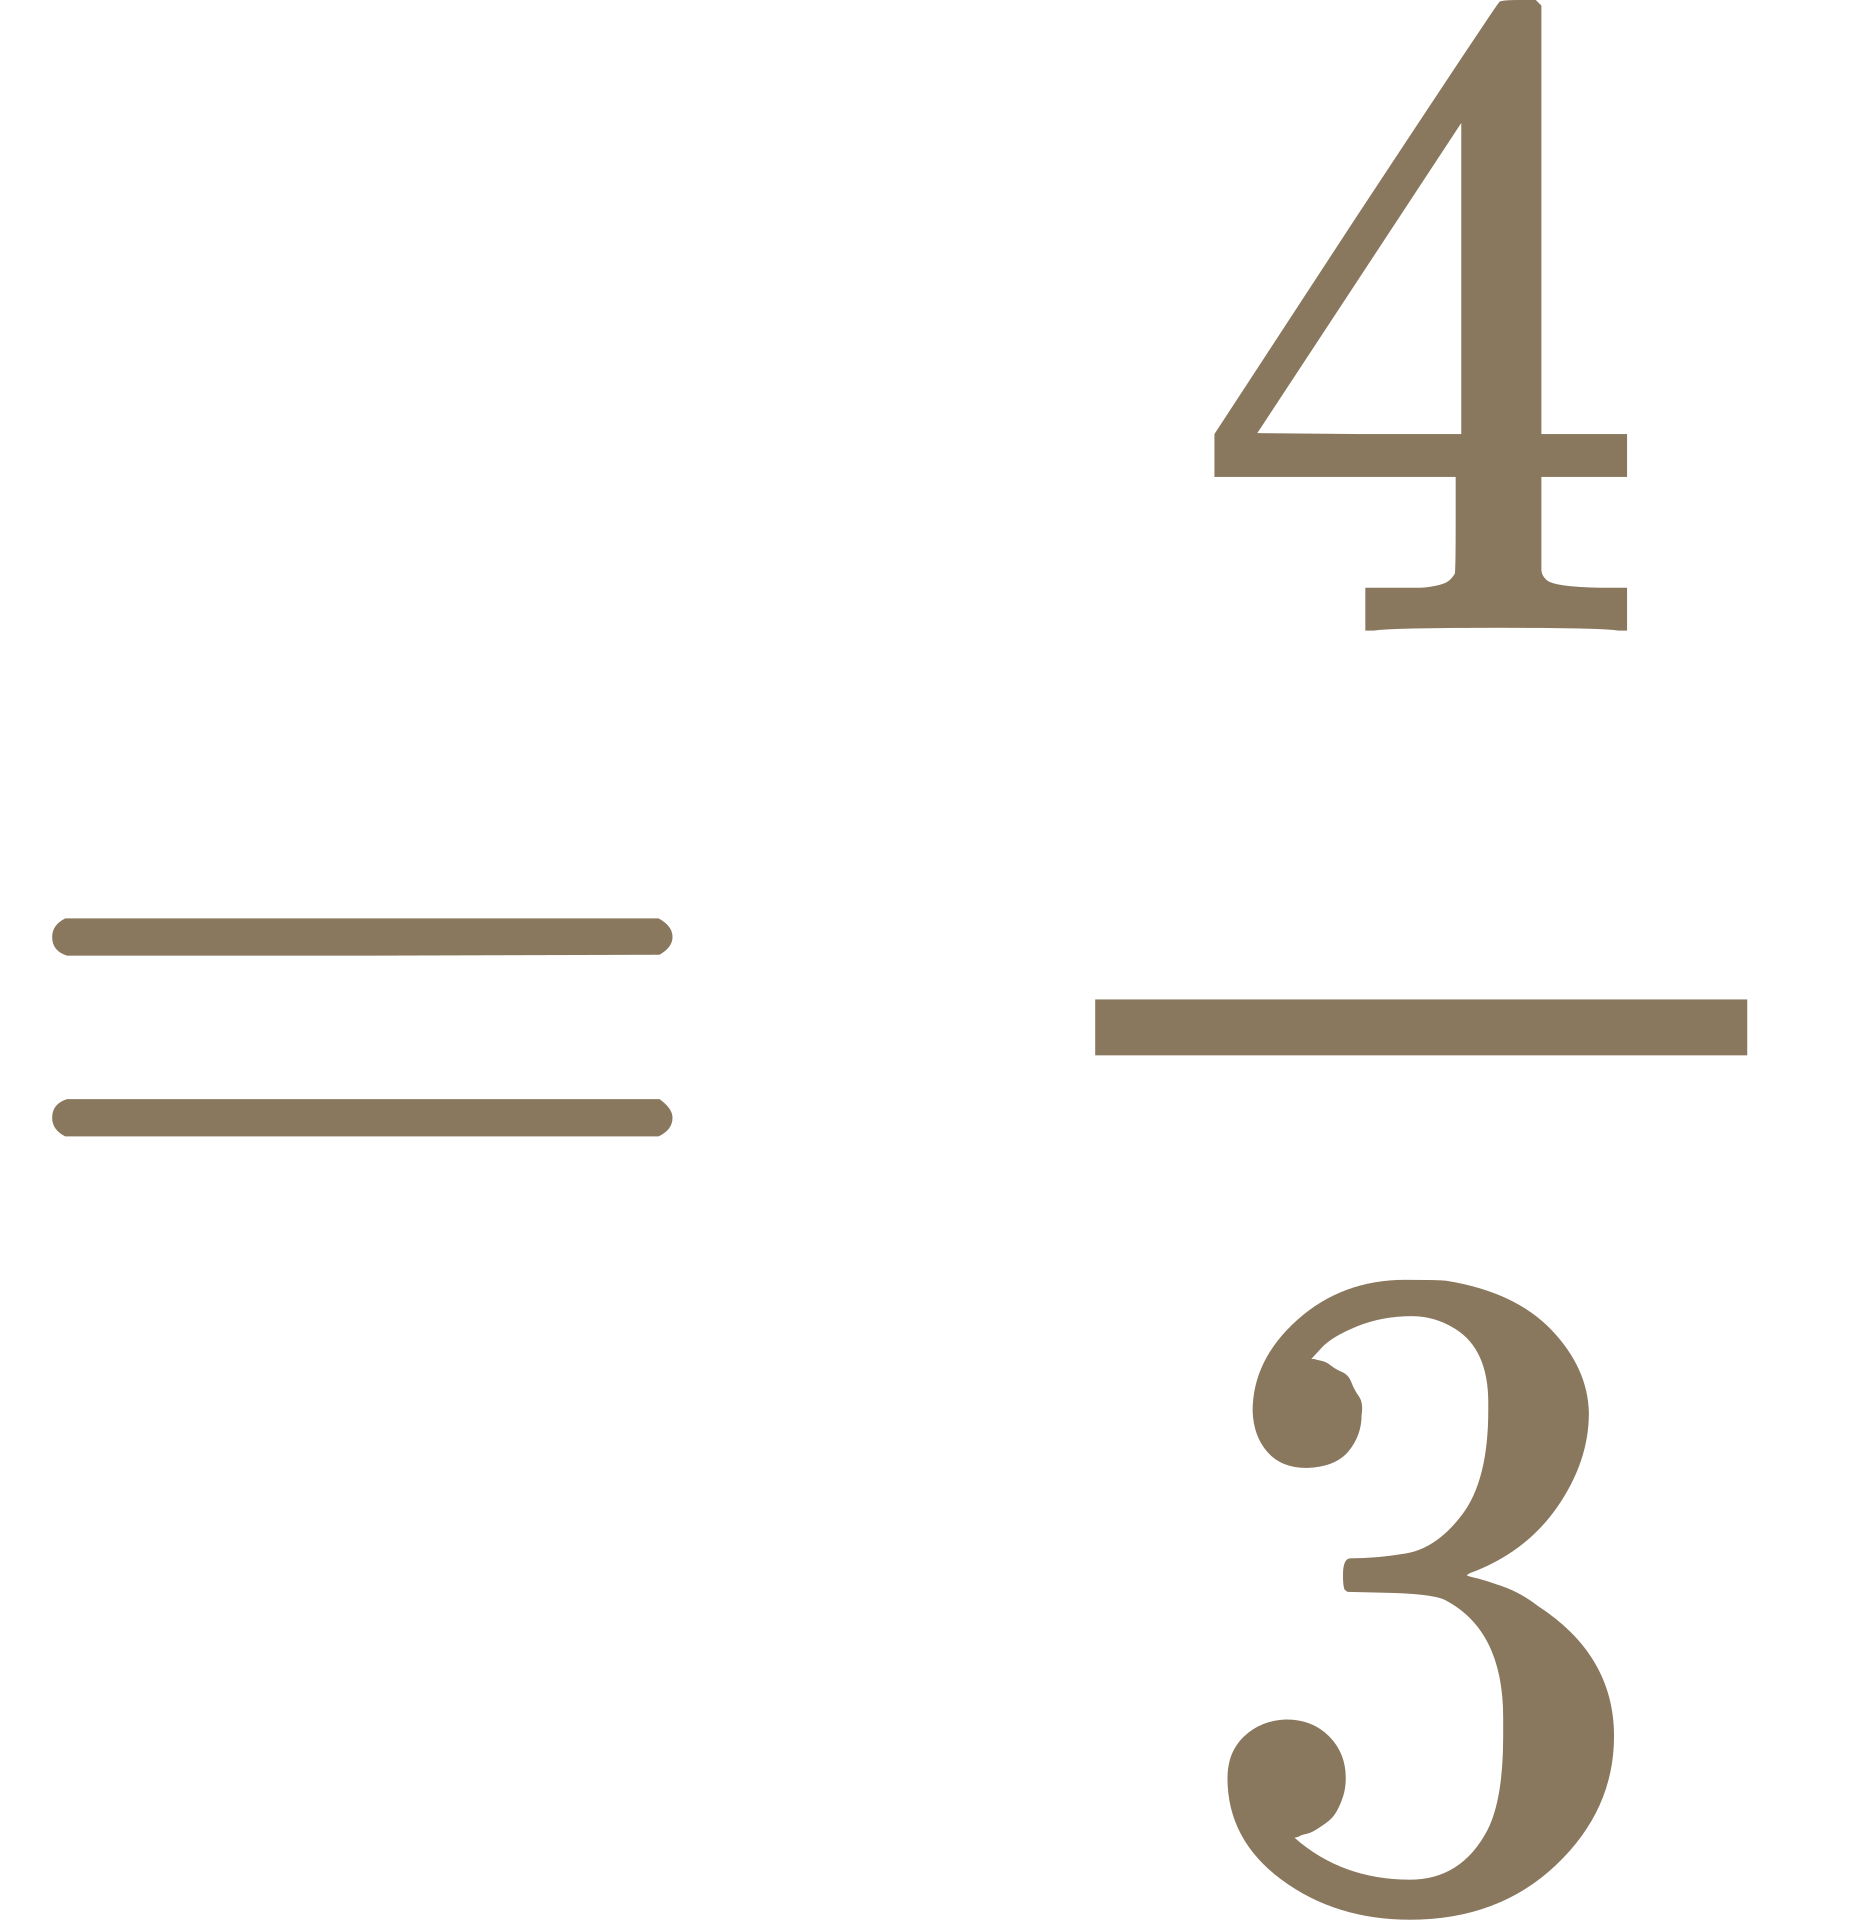 = 4/3